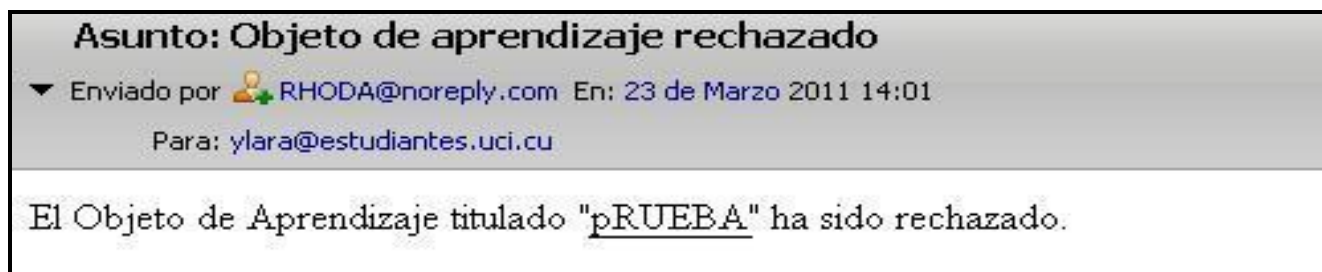 Asunto: Objeto de aprendizaje rechazado
Enviado por RHODA@noreply.com En: 23 de Marzo 2011 14:01
Para: ylara@estudiantes.uci.cu
El Objeto de Aprendizaje titulado "pRUEBA" ha sido rechazado.